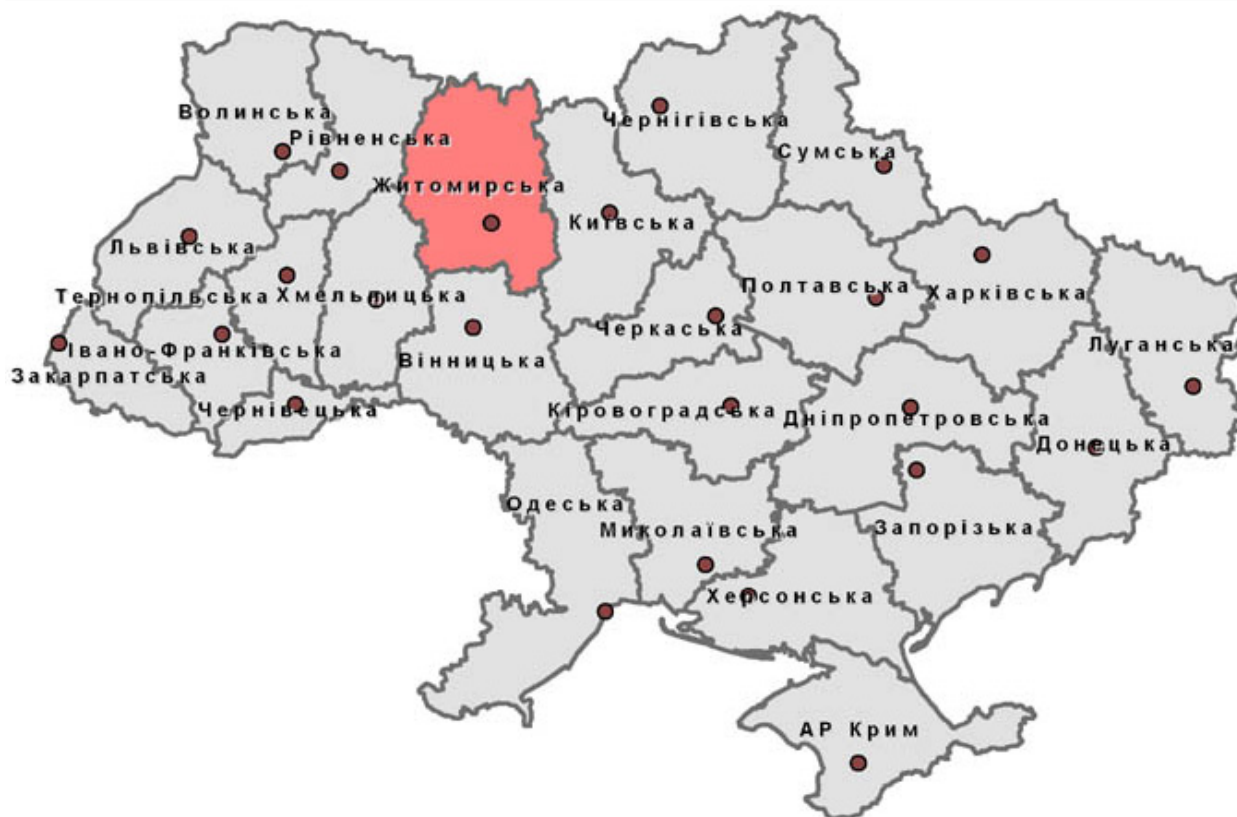 Волинська
Рівненська
Чернігівська
Сумська
Житомирська
Київська
Львівська
Тернопільська
Хмельницька
Полтавська
Харківська
Черкаська
Луганська
Івано-Франківська
Вінницька
Закарпатська
Чернівецька
Кіровоградська
Дніпропетровська
Донецька
Одеська
Миколаївська
Запорізька
Херсонська
АР Крим